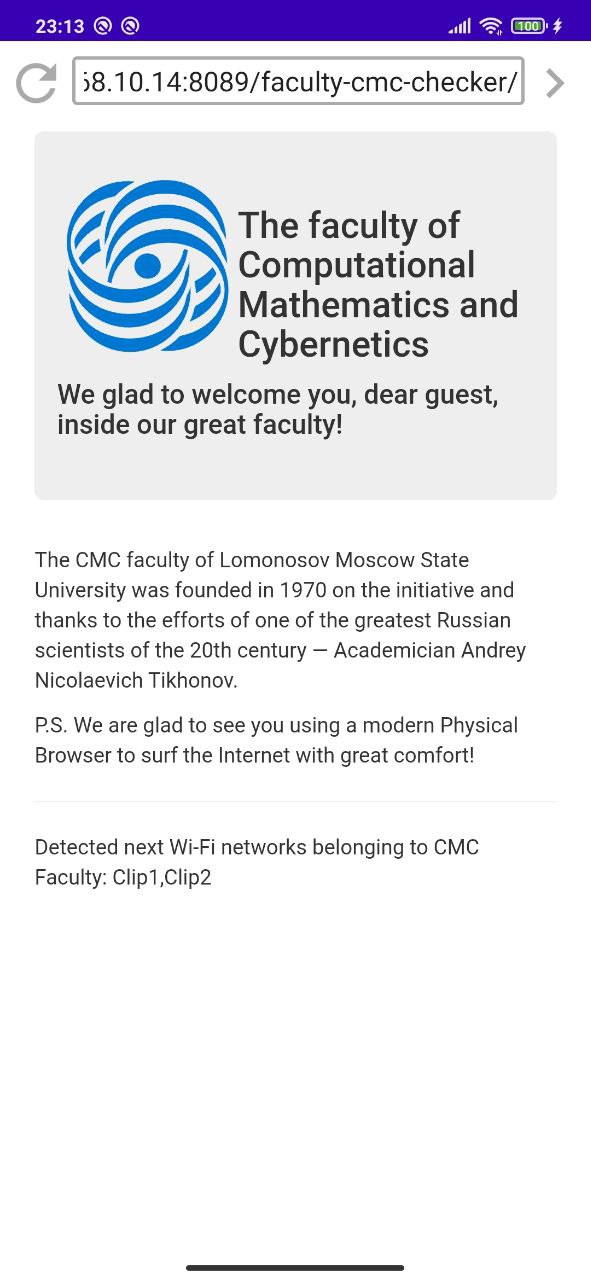 23:13
100
68.10.14:8089/faculty-cmc-checker/
The faculty of
Computational
Mathematics and
Cybernetics
We glad to welcome you, dear guest,
inside our great faculty!
The CMC faculty of Lomonosov Moscow State
University was founded in 1970 on the initiative and
thanks to the efforts of one of the greatest Russian
scientists of the 20th century — Academician Andrey
Nicolaevich Tikhonov.
P.S. We are glad to see you using a modern Physical
Browser to surf the Internet with great comfort!
Detected next Wi-Fi networks belonging to CMC
Faculty: Clip1,Clip2